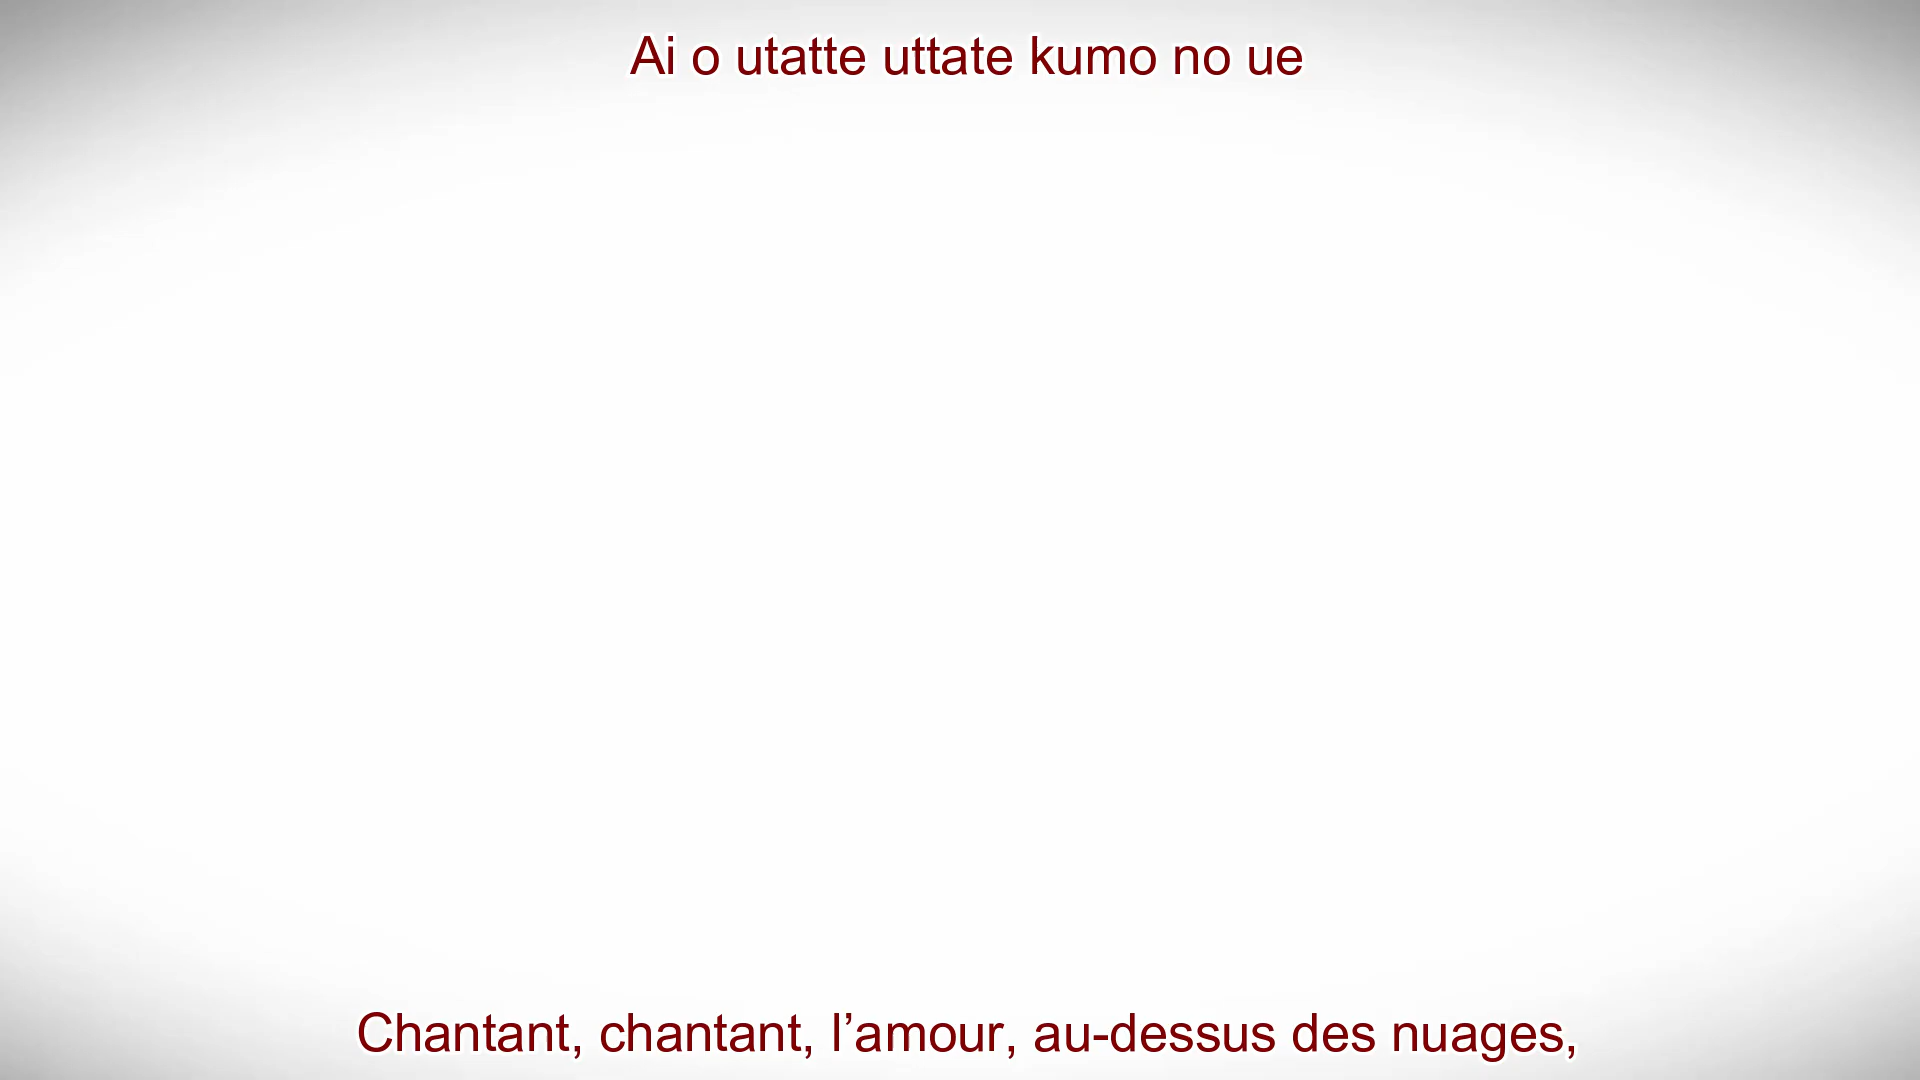 Ai o utatte uttate kumo no ue
Chantant, chantant, l’amour, au-dessus des nuages,